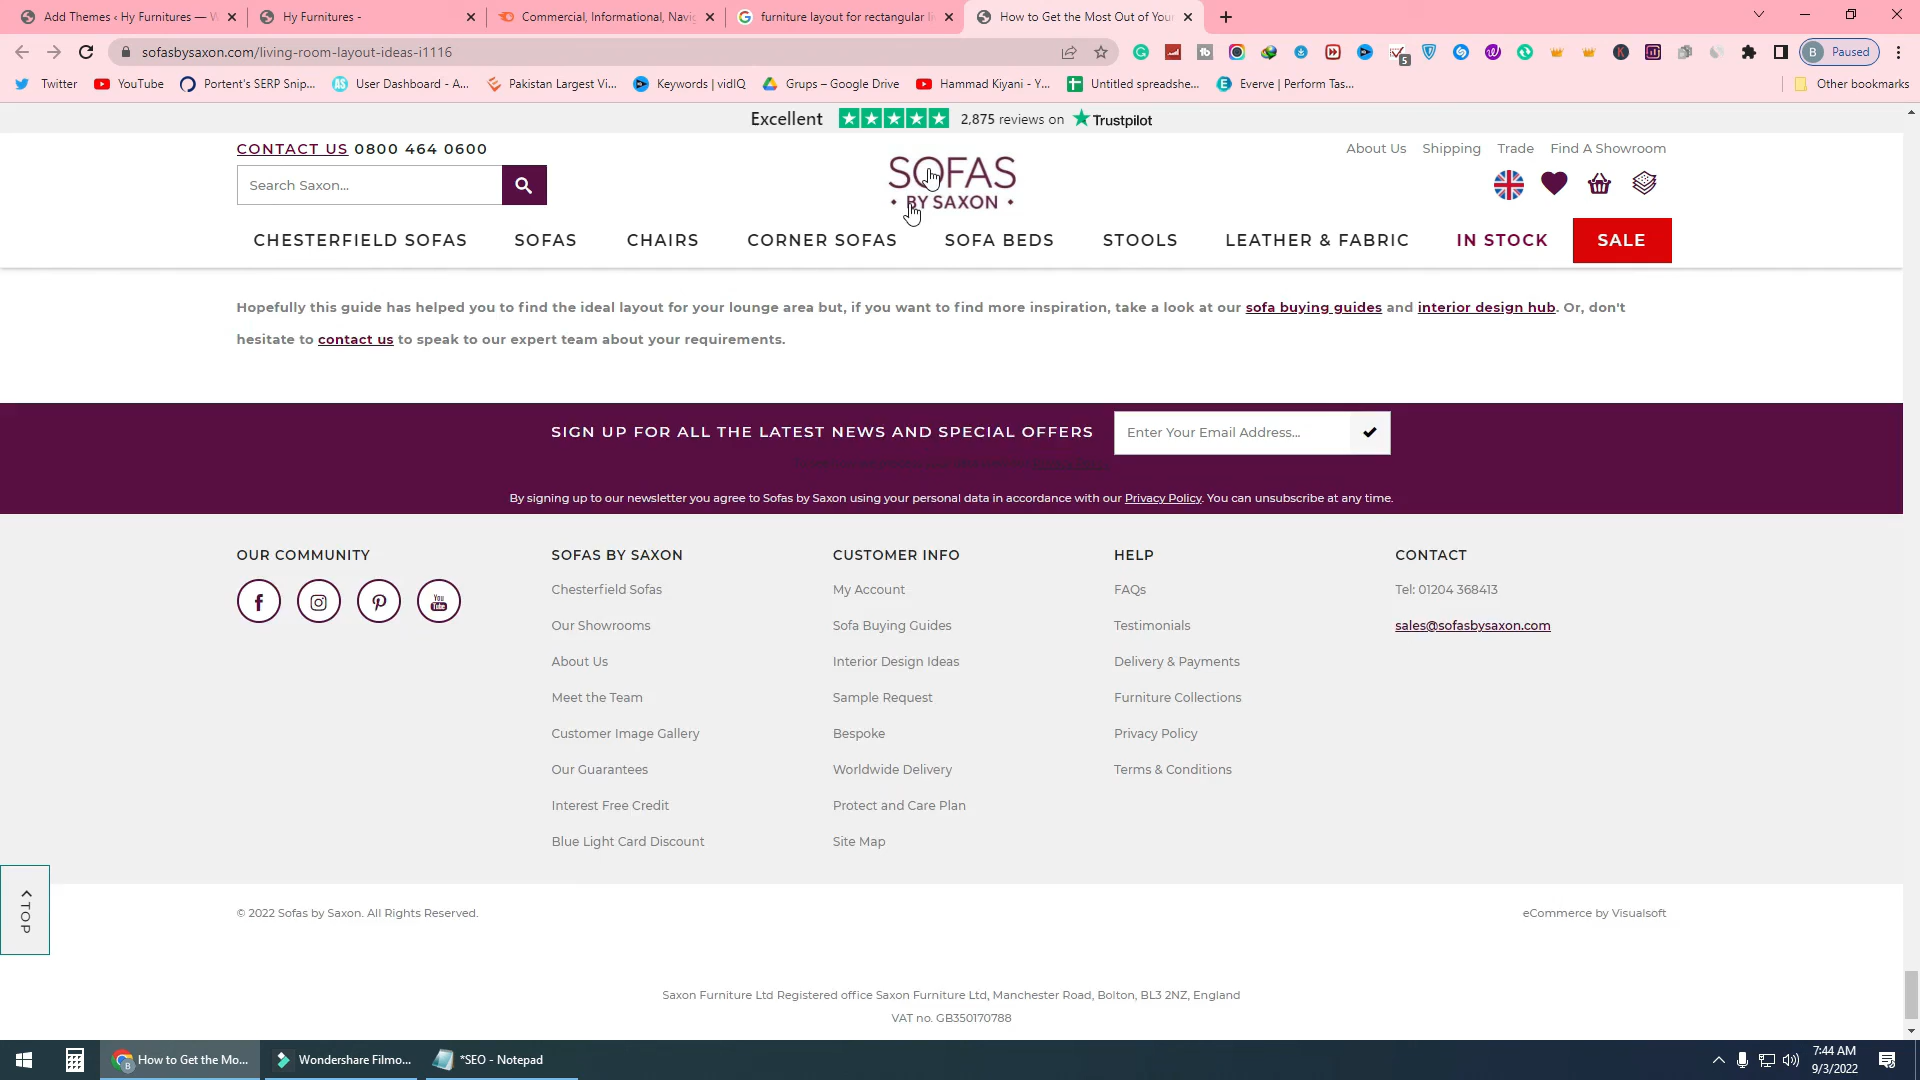 Add Themes ‹ Hy Furnitures — W
Hy Furnitures -
Commercial, Informational, Navig
furniture layout for rectangular li
How to Get the Most Out of Your
sofasbysaxon.com/living-room-layout-ideas-i1116
5
B Paused
Twitter
YouTube
Portent's SERP Snip...
User Dashboard - A...
Pakistan Largest Vi...
Keywords | vidIQ
Grups – Google Drive
Hammad Kiyani - Y...
Untitled spreadshe...
Everve | Perform Tas...
Other bookmarks
Excellent 2,875 reviews on Trustpilot
CONTACT US 0800 464 0600
About Us Shipping Trade Find A Showroom
Search Saxon...
SOFAS
• BY SAXON •
CHESTERFIELD SOFAS SOFAS CHAIRS CORNER SOFAS SOFA BEDS STOOLS LEATHER & FABRIC IN STOCK SALE
Hopefully this guide has helped you to find the ideal layout for your lounge area but, if you want to find more inspiration, take a look at our sofa buying guides and interior design hub. Or, don't
hesitate to contact us to speak to our expert team about your requirements.
SIGN UP FOR ALL THE LATEST NEWS AND SPECIAL OFFERS
Enter Your Email Address...
By signing up to our newsletter you agree to Sofas by Saxon using your personal data in accordance with our Privacy Policy. You can unsubscribe at any time.
OUR COMMUNITY
You
Tube
SOFAS BY SAXON
Chesterfield Sofas
Our Showrooms
About Us
Meet the Team
Customer Image Gallery
Our Guarantees
Interest Free Credit
Blue Light Card Discount
CUSTOMER INFO
My Account
Sofa Buying Guides
Interior Design Ideas
Sample Request
Bespoke
Worldwide Delivery
Protect and Care Plan
Site Map
HELP
FAQs
Testimonials
Delivery & Payments
Furniture Collections
Privacy Policy
Terms & Conditions
CONTACT
Tel: 01204 368413
sales@sofasbysaxon.com
TOP
© 2022 Sofas by Saxon. All Rights Reserved.
eCommerce by Visualsoft
Saxon Furniture Ltd Registered office Saxon Furniture Ltd, Manchester Road, Bolton, BL3 2NZ, England
VAT no. GB350170788
How to Get the Mo...
Wondershare Filmo...
*SEO - Notepad
7:44 AM
9/3/2022